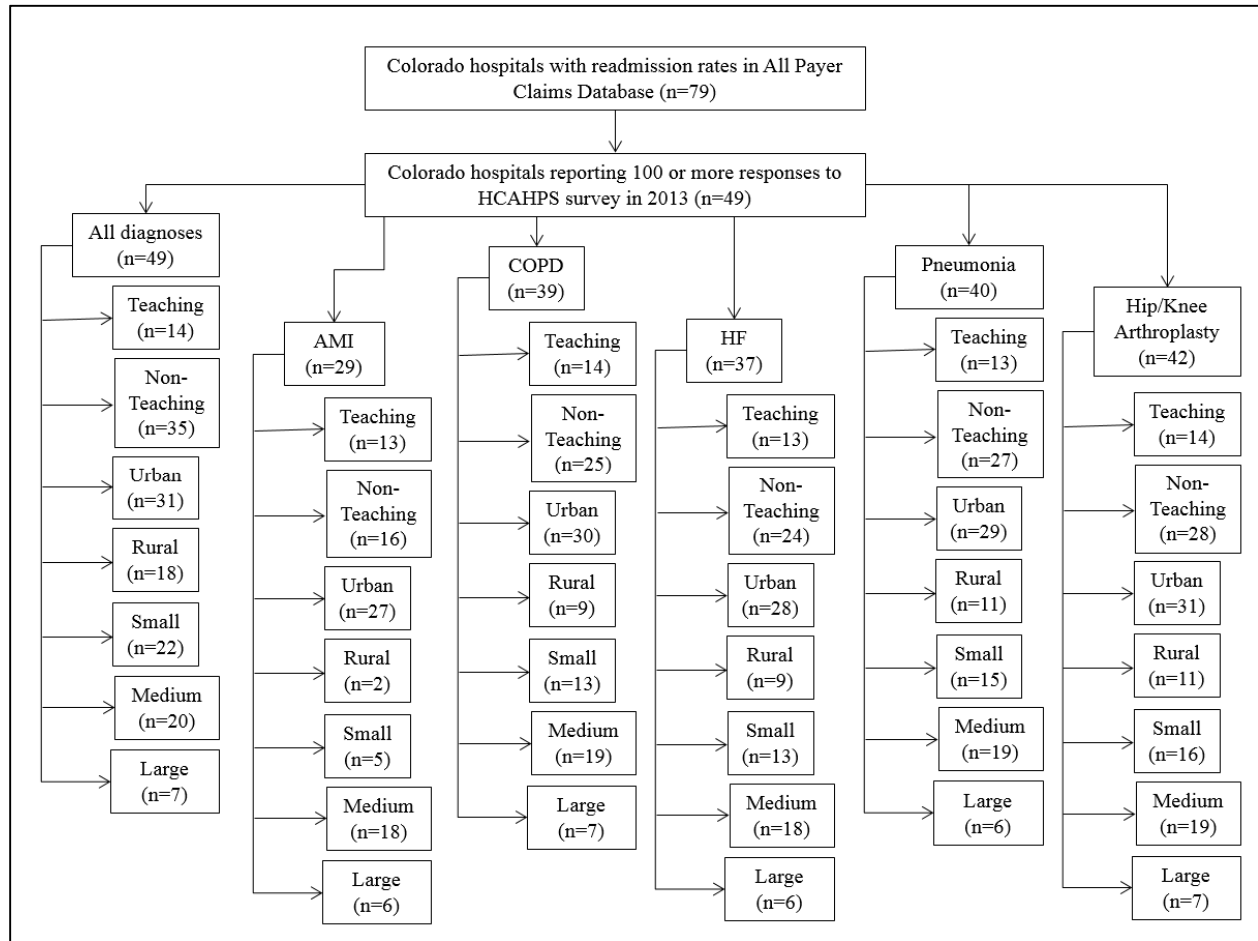 Colorado hospitals with readmission rates in All Payer
Claims Database (n=79)
Colorado hospitals reporting 100 or more responses to
HCAHPS survey in 2013 (n=49)
All diagnoses
(n=49)
Teaching
(n=14)
Non-
Teaching
(n=35)
Urban
(n=31)
Rural
(n=18)
Small
(n=22)
Medium
(n=20)
Large
(n=7)
AMI
(n=29)
Teaching
(n=13)
Non-
Teaching
(n=16)
Urban
(n=27)
Rural
(n=2)
Small
(n=5)
Medium
(n=18)
Large
(n=6)
COPD
(n=39)
Teaching
(n=14)
Non-
Teaching
(n=25)
Urban
(n=30)
Rural
(n=9)
Small
(n=13)
Medium
(n=19)
Large
(n=7)
HF
(n=37)
Teaching
(n=13)
Non-
Teaching
(n=24)
Urban
(n=28)
Rural
(n=9)
Small
(n=13)
Medium
(n=18)
Large
(n=6)
Pneumonia
(n=40)
Teaching
(n=13)
Non-
Teaching
(n=27)
Urban
(n=29)
Rural
(n=11)
Small
(n=15)
Medium
(n=19)
Large
(n=6)
Hip/Knee
Arthroplasty
(n=42)
Teaching
(n=14)
Non-
Teaching
(n=28)
Urban
(n=31)
Rural
(n=11)
Small
(n=16)
Medium
(n=19)
Large
(n=7)